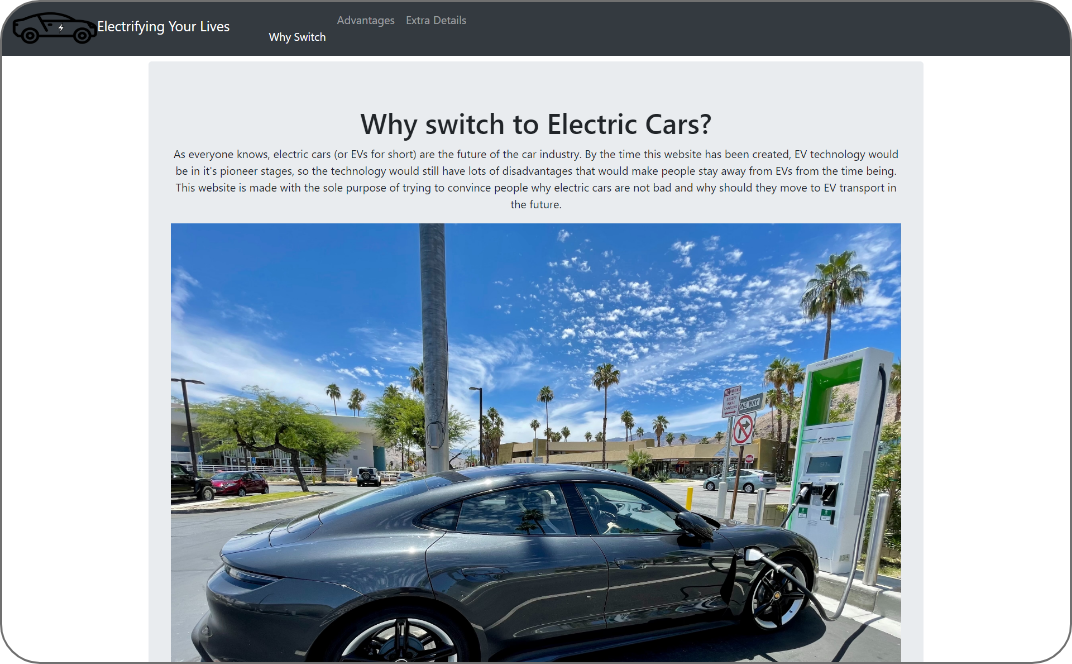 Electrifying Your Lives
Advantages Extra Details
Why Switch
Why switch to Electric Cars?
As everyone knows, electric cars (or EVs for short) are the future of the car industry. By the time this website has been created, EV technology would
be in it's pioneer stages, so the technology would still have lots of disadvantages that would make people stay away from EVs from the time being.
This website is made with the sole purpose of trying to convince people why electric cars are not bad and why should they move to EV transport in
the future.